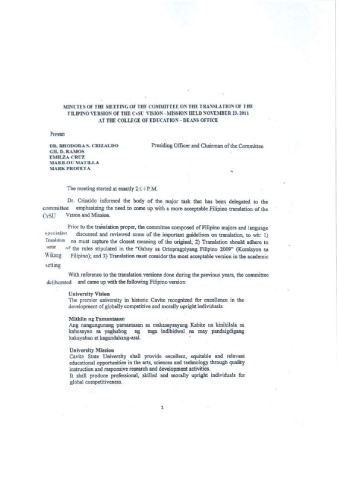 MINUTES OF THE MEETING OF THE COMMITTEE ON THE TRANSLATION OF THE
FILIPINO VERSION OF THE CvSU VISION - MISSION HELD NOVEMBER 23, 2011
AT THE COLLEGE OF EDUCATION - DEANS OFFICE
Present:
DR. RHODORA S. CRIZALDO Presiding Officer and Chairman of the Committee
GIL D. RAMOS
EMILZA CRUZ
MARILOU MATILLA
MARK PROFETA
The meeting started at exactly P.M.
Dr. Crizaldo informed the body of the major task that has been delegated to the
committee emphasizing the need to come up with a more acceptable Filipino translation of the
CvSU Vision and Mission.
Prior to the translation proper, the committee composed of Filipino majors and language
specialist discussed and reviewed some of the important guidelines on translation, to wit: 1)
Translation must capture the closest meaning of the original, 2) Translation should adhere to
some of the rules stipulated in the "Gabay sa Ortograpiyang Filipino 2009" (Komisyon sa
Wikang Filipino); and 3) Translation must consider the most acceptable version in the academic
setting
With reference to the translation versions done during the previous years, the committee
deliberated and came up with the following Filipino version:
University Vision
The premier university in historic Cavite recognized for excellence in the
development of globally competitive and morally upright individuals.
Mithiin ng Pamantasan:
Ang nangungunang pamantasan sa makasaysayang Kabite na kinikilala sa
kahusayan sa paghubog ng mga indibidwal na may pandaigdigang
kakayahan at kagandahang-asal.
University Mission
Cavite State University shall provide excellent, equitable and relevant
educational opportunities in the arts, sciences and technology through quality
instruction and responsive research and development activities.
It shall produce professional, skilled and morally upright individuals for
global competitiveness.
1